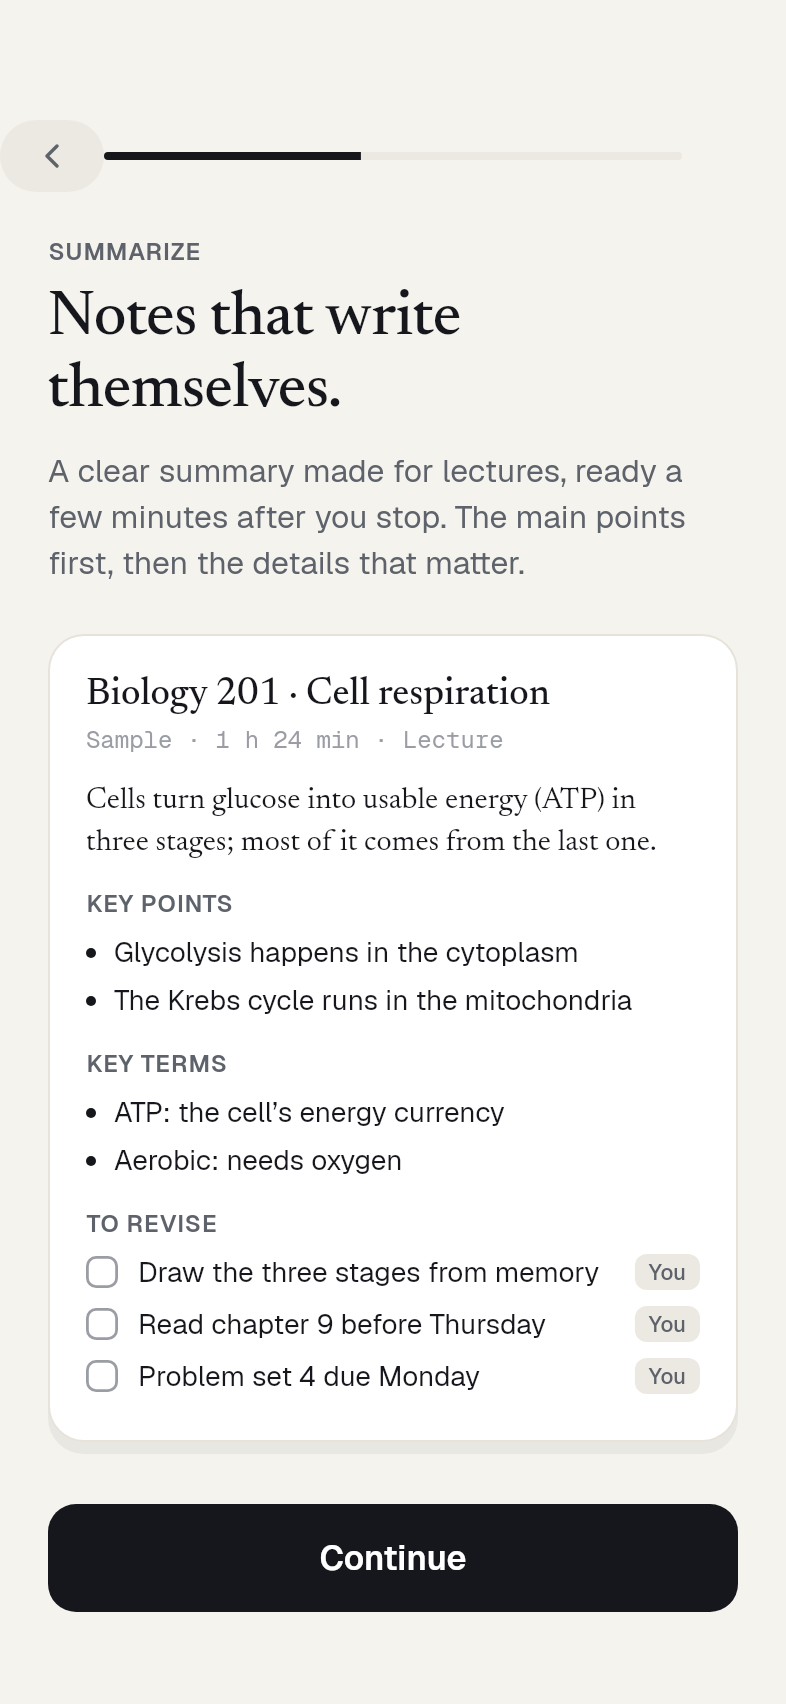 SUMMARIZE
Notes that write
themselves.
A clear summary made for lectures, ready a
few minutes after you stop. The main points
first, then the details that matter.
Biology 201 · Cell respiration
Sample · 1 h 24 min · Lecture
Cells turn glucose into usable energy (ATP) in
three stages; most of it comes from the last one.
KEY POINTS
• Glycolysis happens in the cytoplasm
• The Krebs cycle runs in the mitochondria
KEY TERMS
• ATP: the cell’s energy currency
• Aerobic: needs oxygen
TO REVISE
Draw the three stages from memory You
Read chapter 9 before Thursday You
Problem set 4 due Monday You
Continue